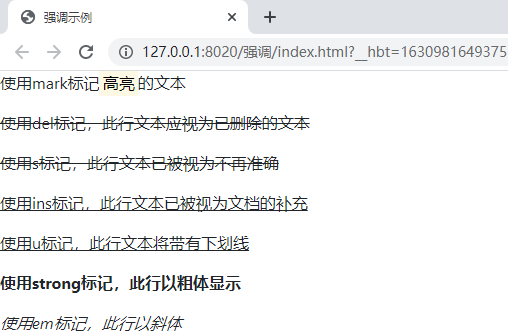 强调示例
127.0.0.1:8020/强调/index.html?__hbt=1630981649375
使用mark标记 高亮 的文本
使用del标记，此行文本应视为已删除的文本
使用s标记，此行文本已被视为不再准确
使用ins标记，此行文本已被视为文档的补充
使用u标记，此行文本将带有下划线
使用strong标记，此行以粗体显示
使用em标记，此行以斜体